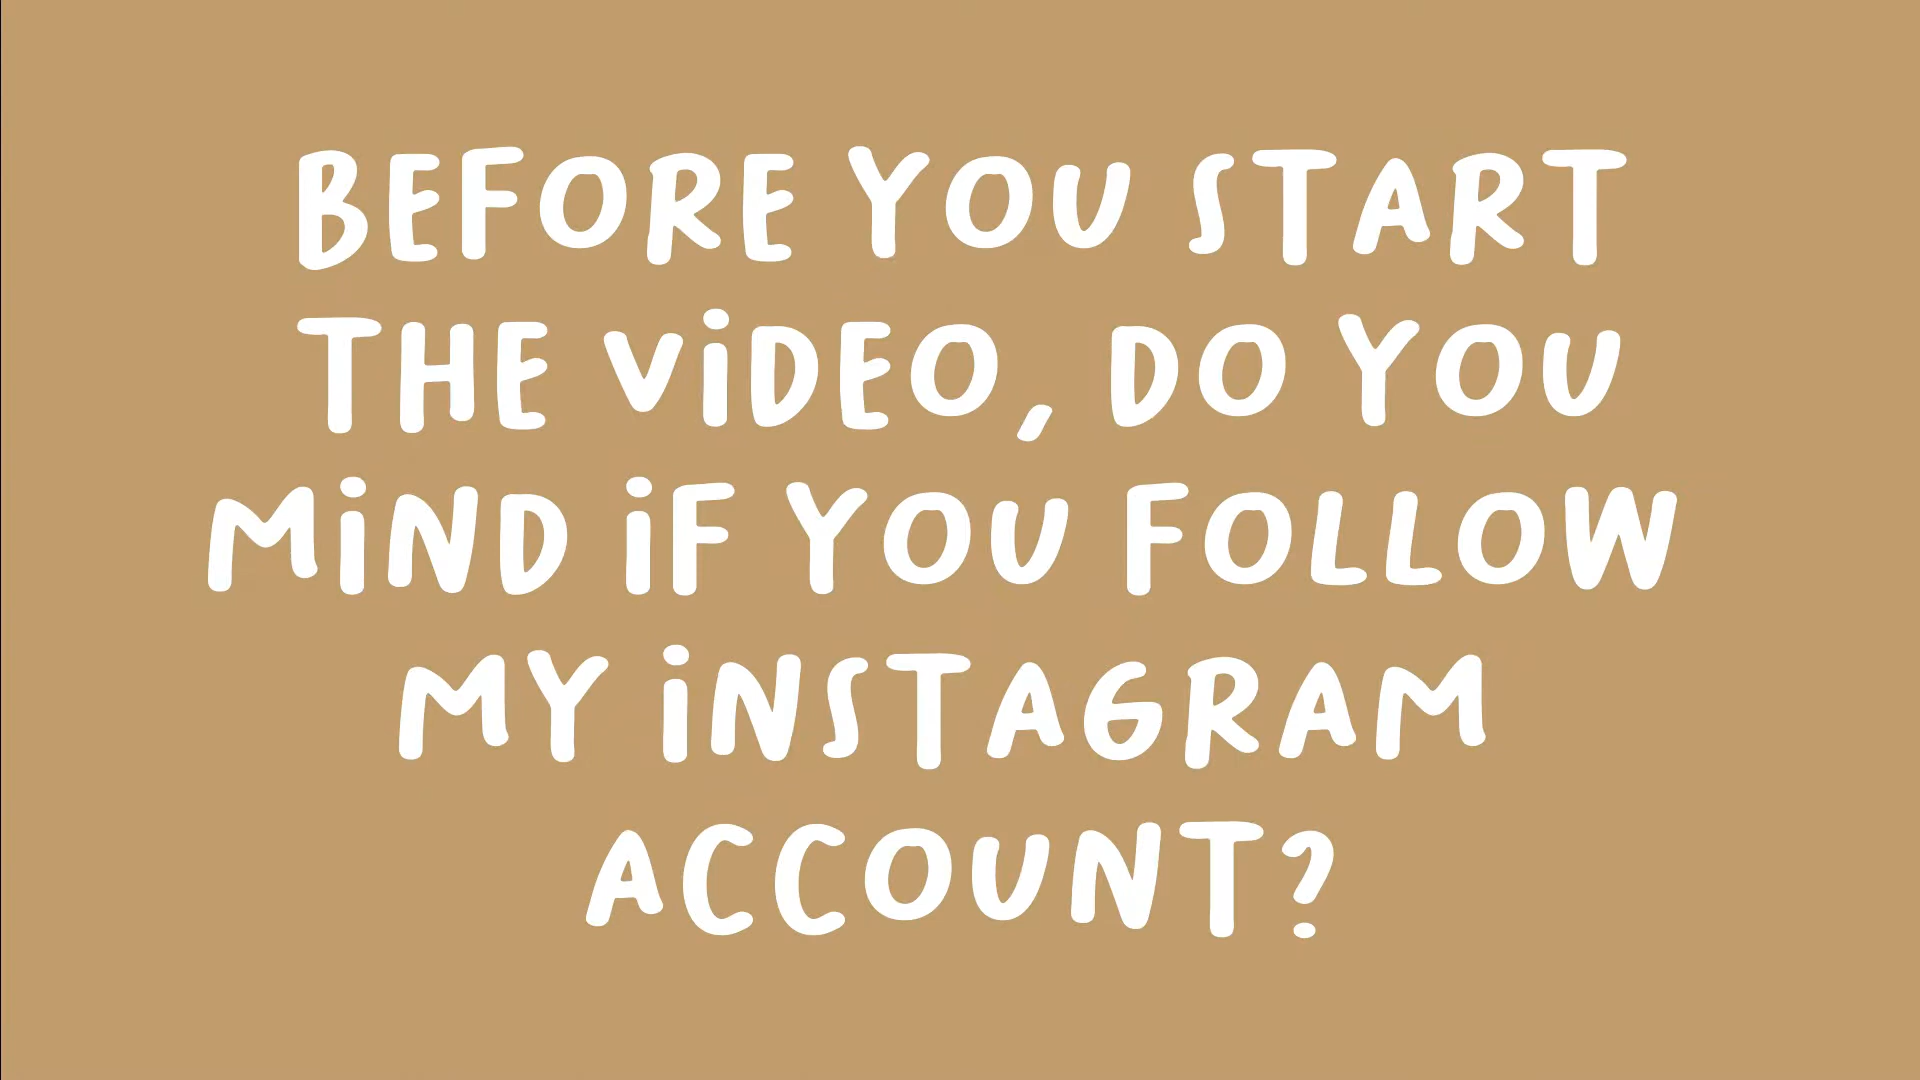 BEFORE YOU START
THE ViDEO, DO YOU
MiND iF YOU FOLLOW
MY iNSTAGRAM
ACCOUNT?